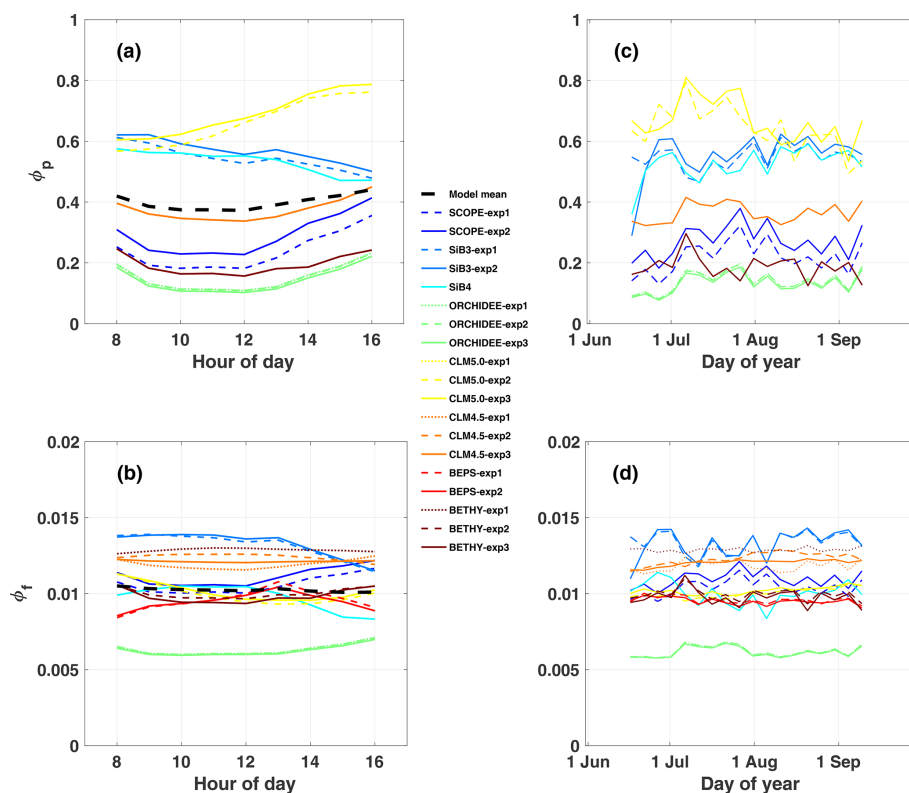 (a)
1
0.8
0.6
0.4
0.2
0
ϕp
8 10 12 14 16
Hour of day
(c)
1
0.8
0.6
0.4
0.2
0
1 Jun 1 Jul 1 Aug 1 Sep
Day of year
Model mean
SCOPE-exp1
SCOPE-exp2
SiB3-exp1
SiB3-exp2
SiB4
ORCHIDEE-exp1
ORCHIDEE-exp2
ORCHIDEE-exp3
CLM5.0-exp1
CLM5.0-exp2
CLM5.0-exp3
CLM4.5-exp1
CLM4.5-exp2
CLM4.5-exp3
BEPS-exp1
BEPS-exp2
BETHY-exp1
BETHY-exp2
BETHY-exp3
(b)
0.02
0.015
0.01
0.005
0
ϕf
8 10 12 14 16
Hour of day
(d)
0.02
0.015
0.01
0.005
0
1 Jun 1 Jul 1 Aug 1 Sep
Day of year